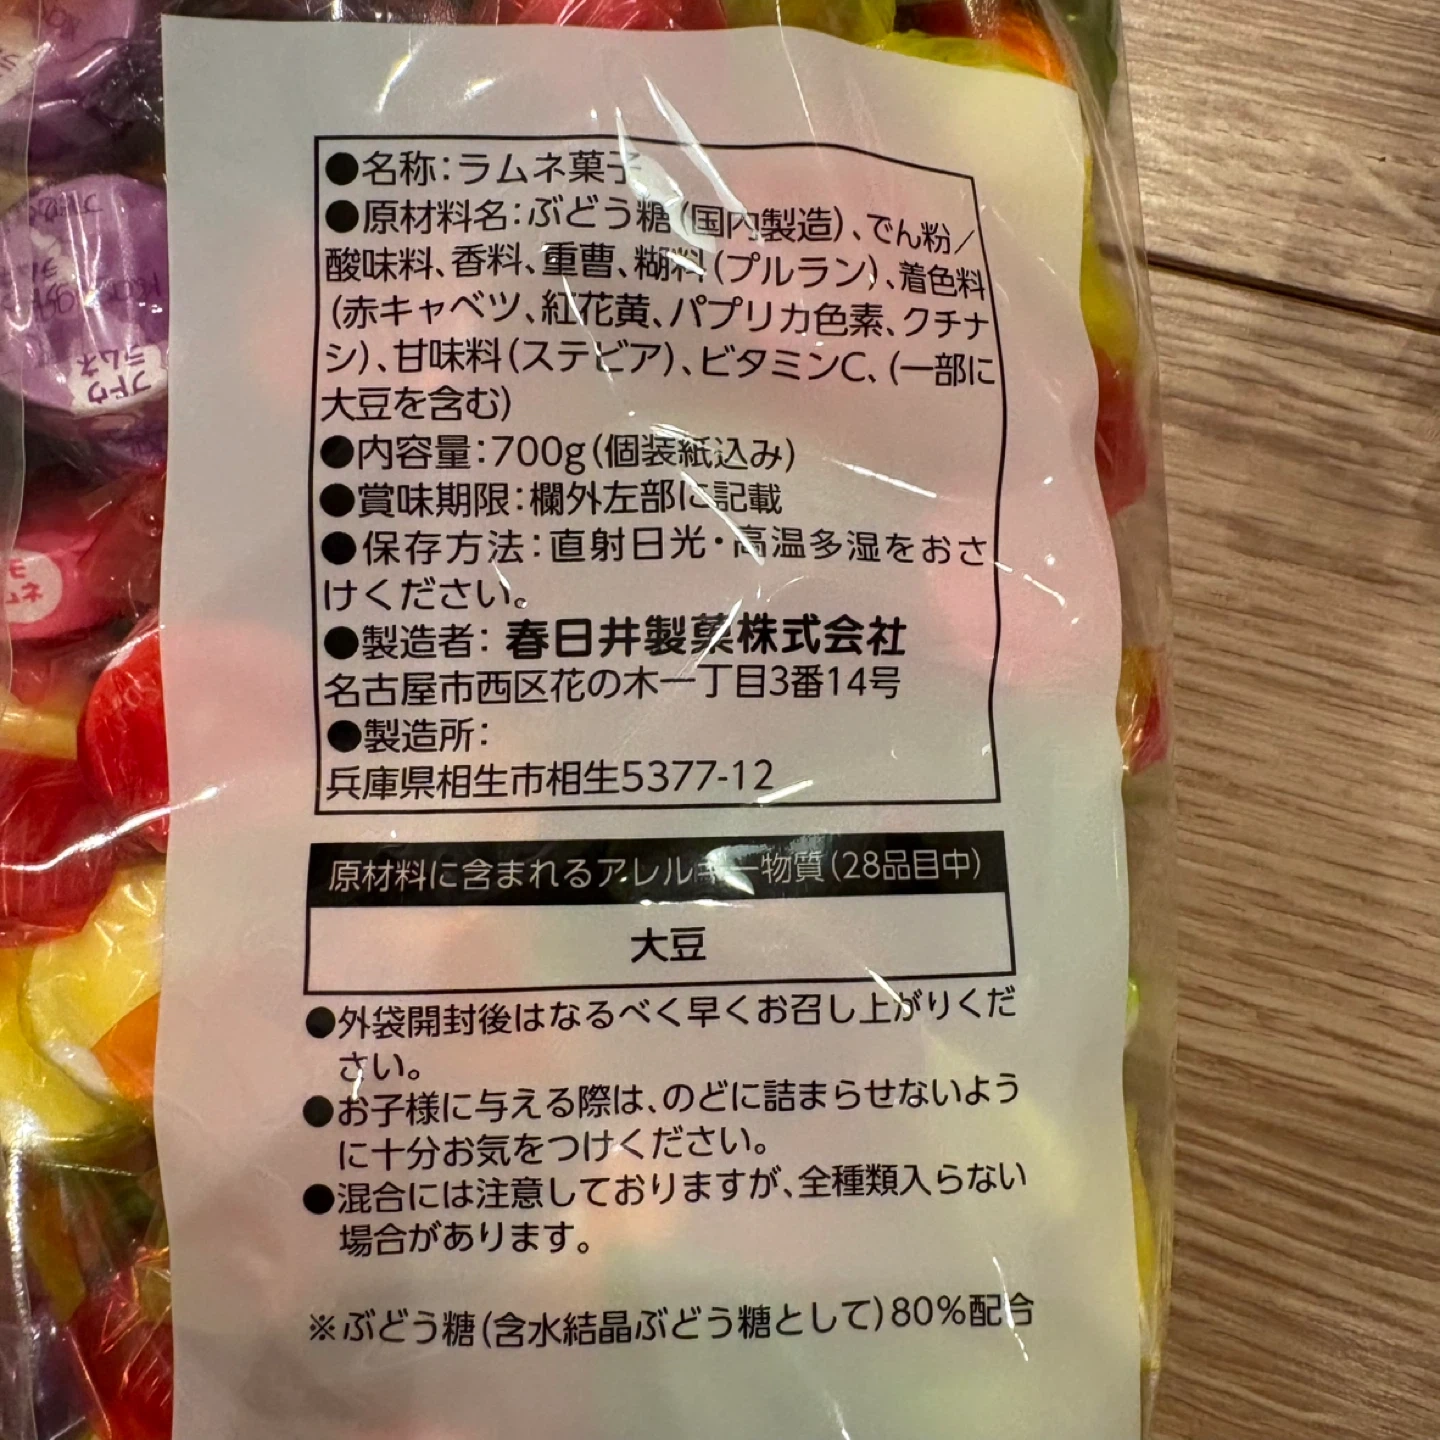 ●名称:ラムネ菓子
●原材料名:ぶどう糖(国内製造)、でん粉/
酸味料、香料、重曹、糊料(プルラン)、着色料
(赤キャベツ、紅花黄、パプリカ色素、クチナ
シ)、甘味料(ステビア)、ビタミンC、(一部に
大豆を含む)
●内容量:700g(個装紙込み)
●賞味期限:欄外左部に記載
●保存方法:直射日光・高温多湿をおさ
けください。
●製造者:春日井製菓株式会社
名古屋市西区花の木一丁目3番14号
●製造所:
兵庫県相生市相生5377-12
原材料に含まれるアレルギー物質(28品目中)
大豆
●外袋開封後はなるべく早くお召し上がりくだ
さい。
●お子様に与える際は、のどに詰まらせないよう
に十分お気をつけください。
●混合には注意しておりますが、全種類入らない
場合があります。
※ぶどう糖(含水結晶ぶどう糖として)80%配合
ブドウ
ラムネ